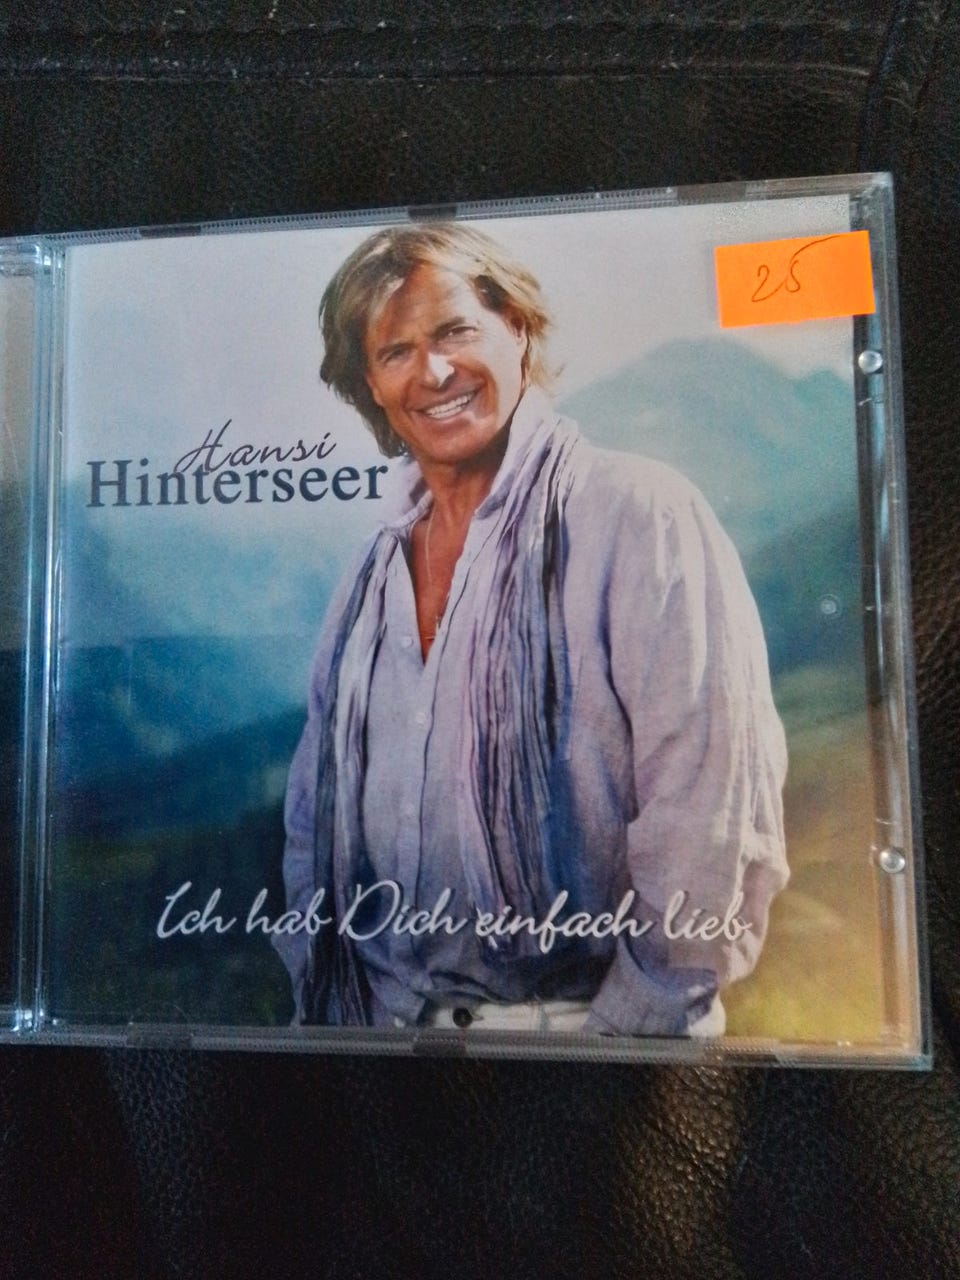 25
Hansi
Hinterseer
Ich hab Dich einfach lieb